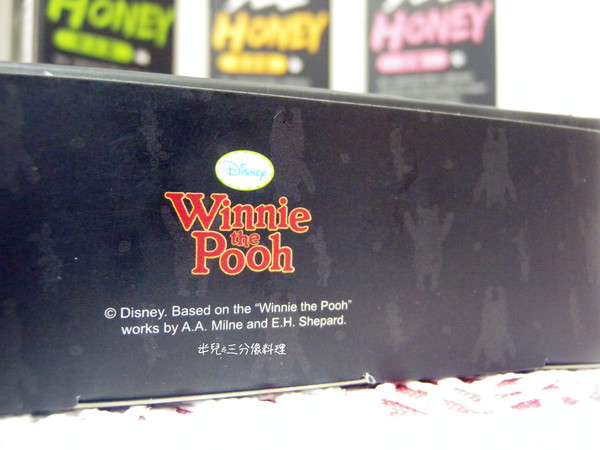 HONEY
HONEY
HONEY
Disney
Winnie
the
Pooh
© Disney. Based on the “Winnie the Pooh”
works by A.A. Milne and E.H. Shepard.
半兒&三分像料理